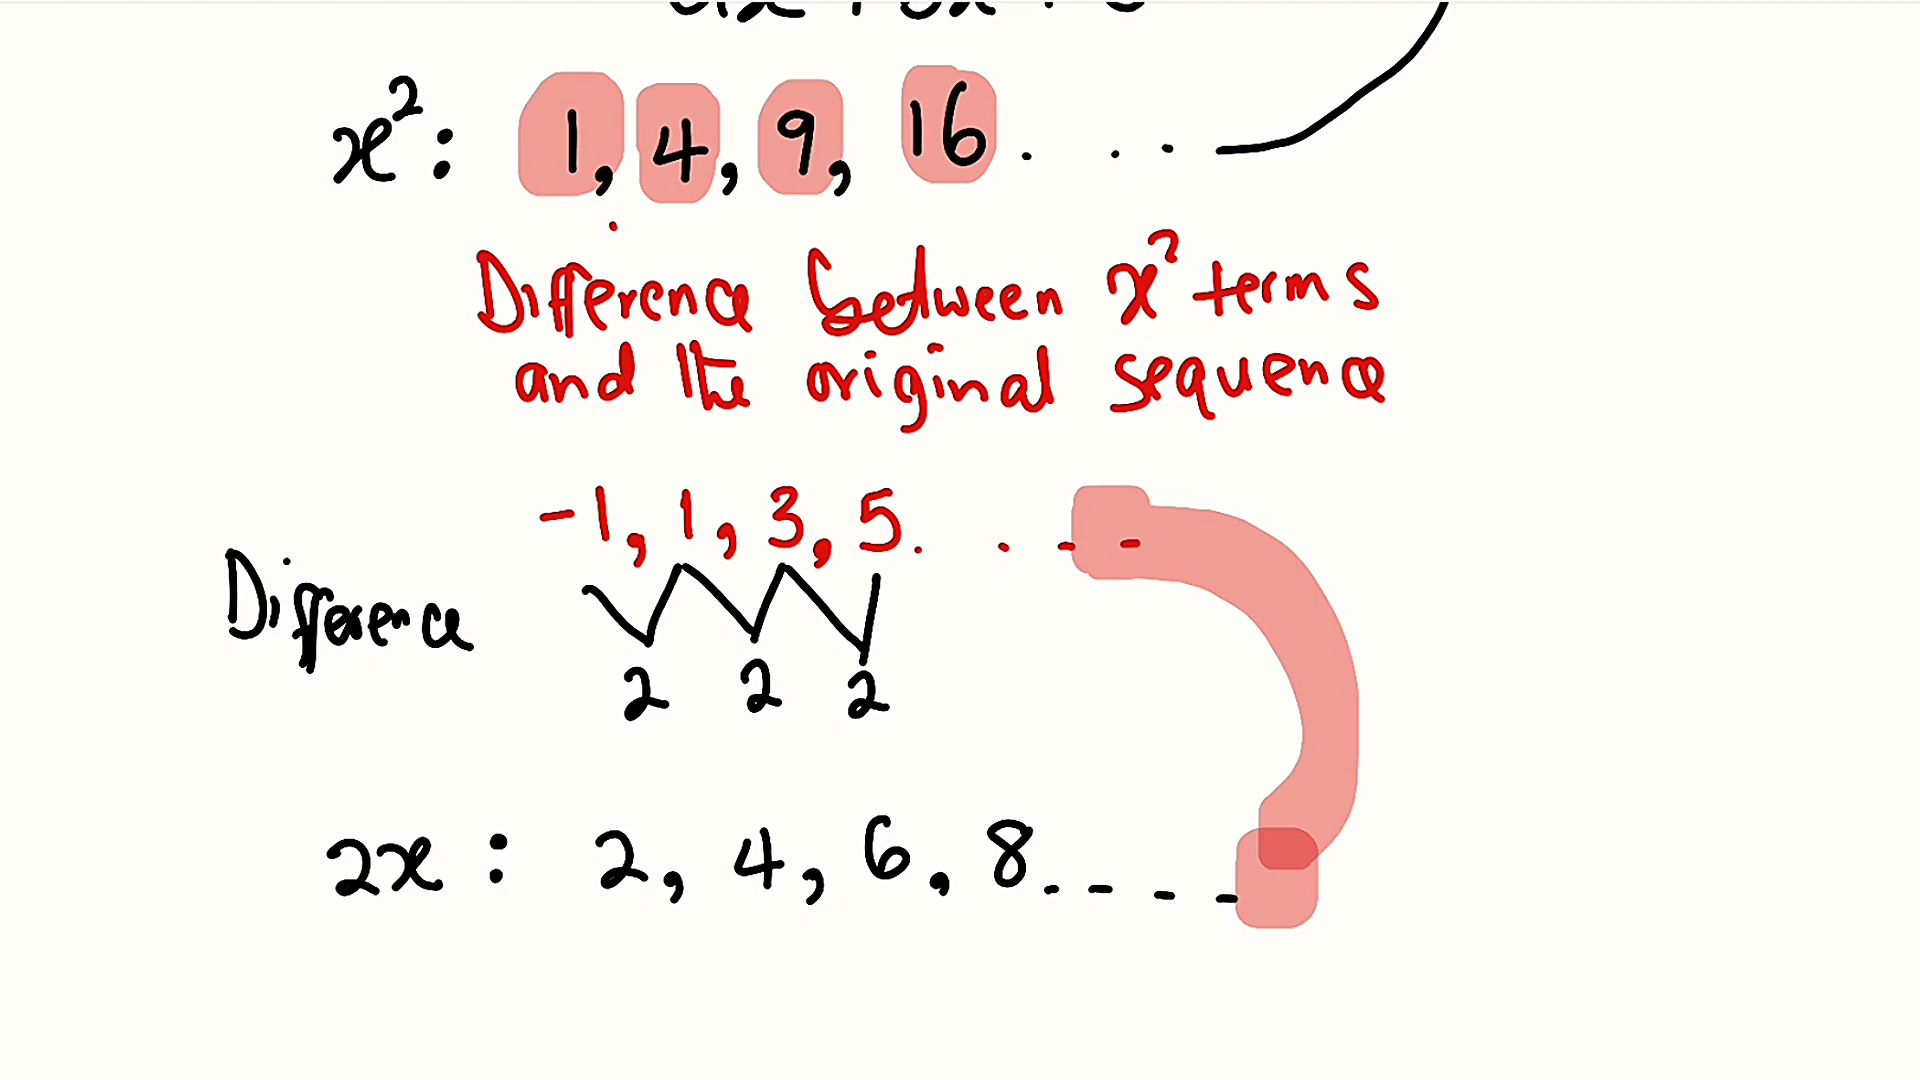 x²: 1, 4, 9, 16 . . .
Difference between x² terms
and the original sequence
-1, 1, 3, 5 . . - -
Difference
2 2 2
2x : 2, 4, 6, 8 . - - -